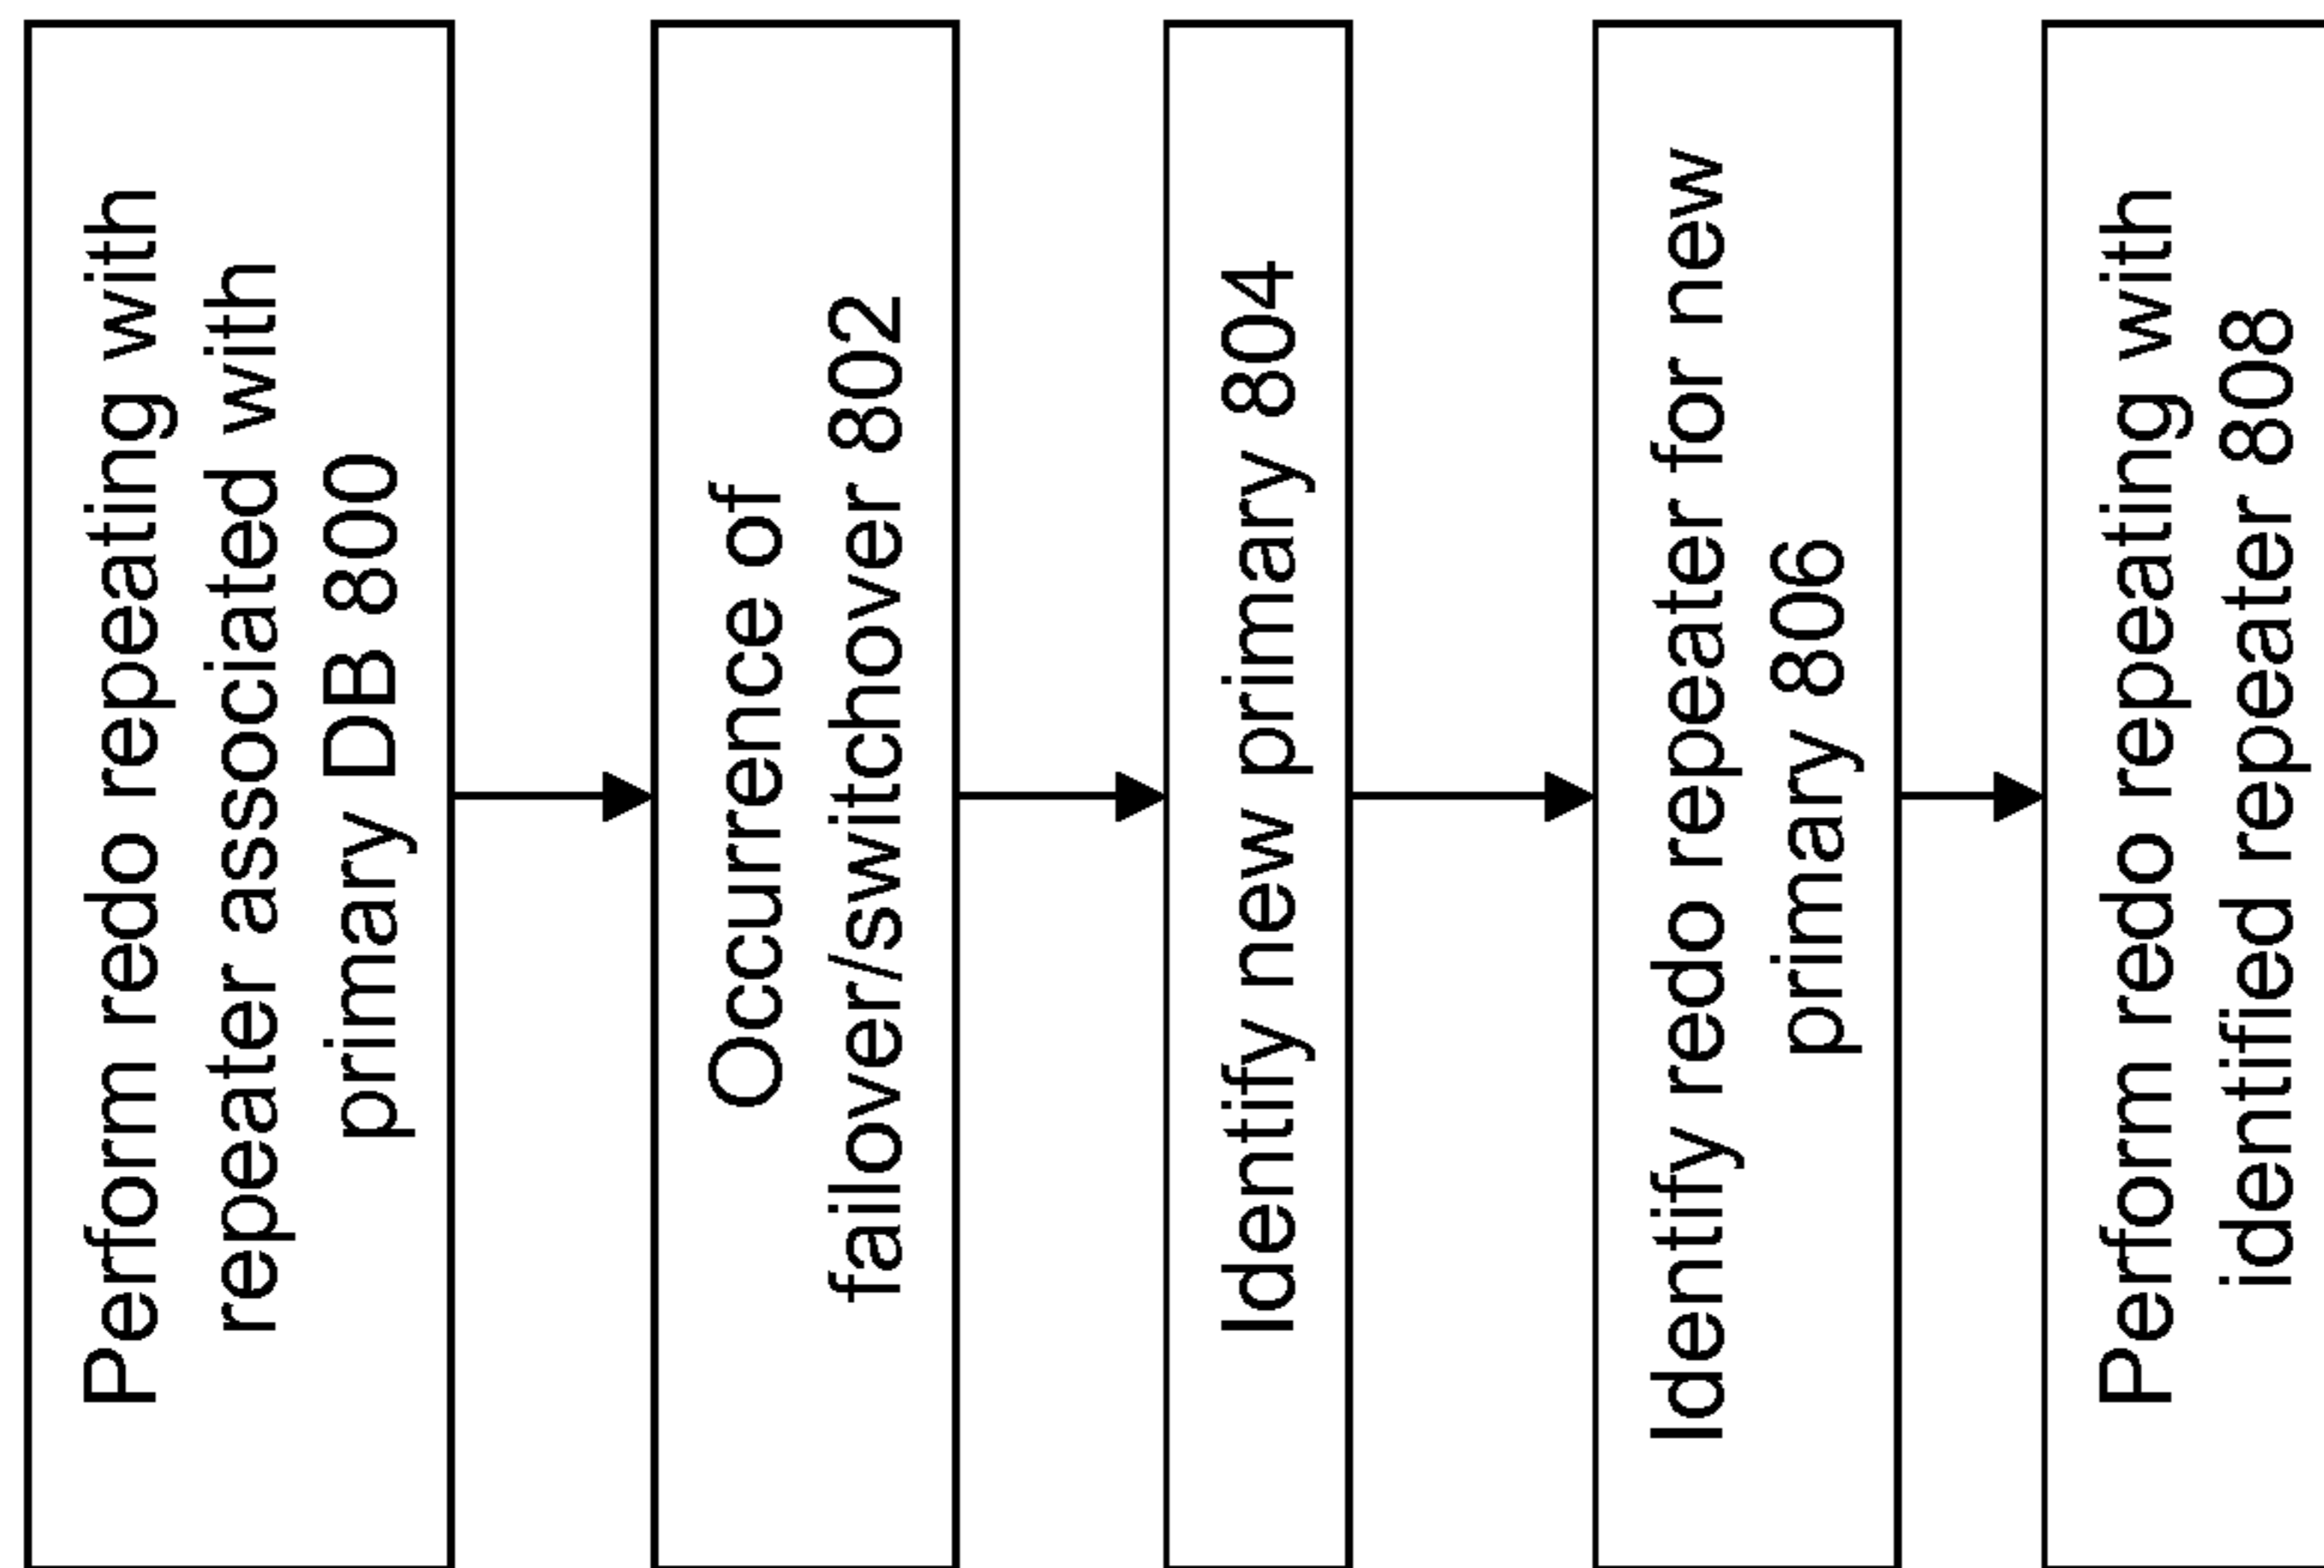 Perform redo repeating with
repeater associated with
primary DB 800
Occurrence of
failover/switchover 802
Identify new primary 804
Identify redo repeater for new
primary 806
Perform redo repeating with
identified repeater 808